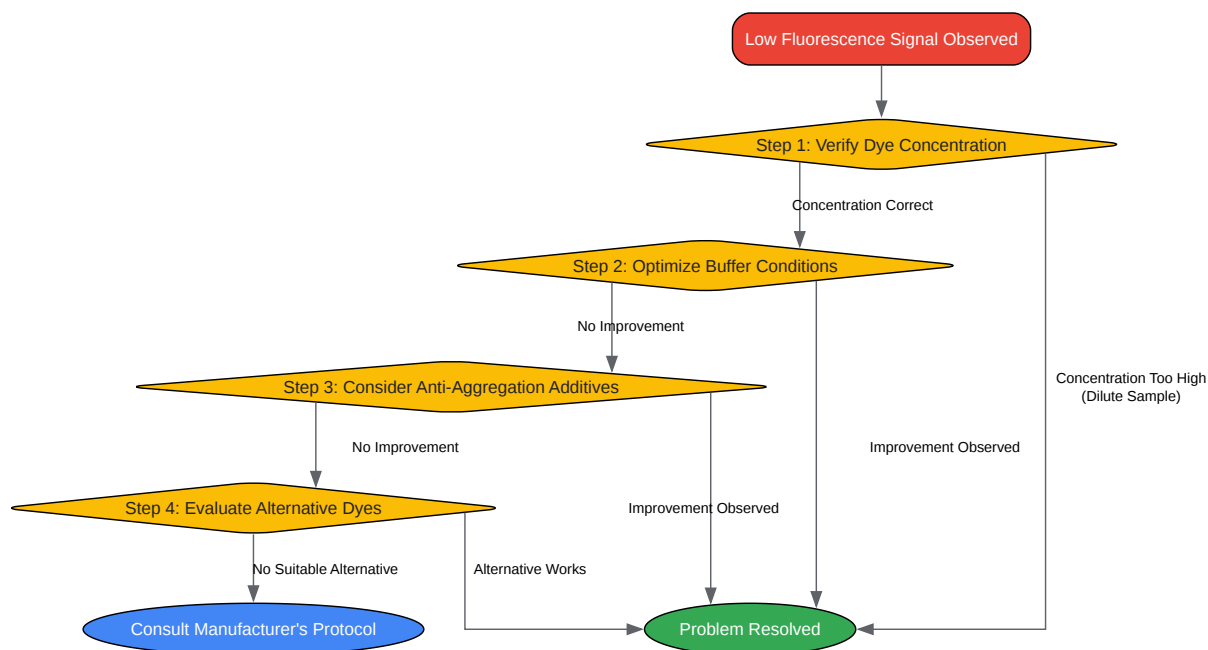 Low Fluorescence Signal Observed
Step 1: Verify Dye Concentration
Concentration Correct
Step 2: Optimize Buffer Conditions
No Improvement
Step 3: Consider Anti-Aggregation Additives
Concentration Too High
(Dilute Sample)
No Improvement
Improvement Observed
Step 4: Evaluate Alternative Dyes
Improvement Observed
No Suitable Alternative
Alternative Works
Consult Manufacturer's Protocol
Problem Resolved